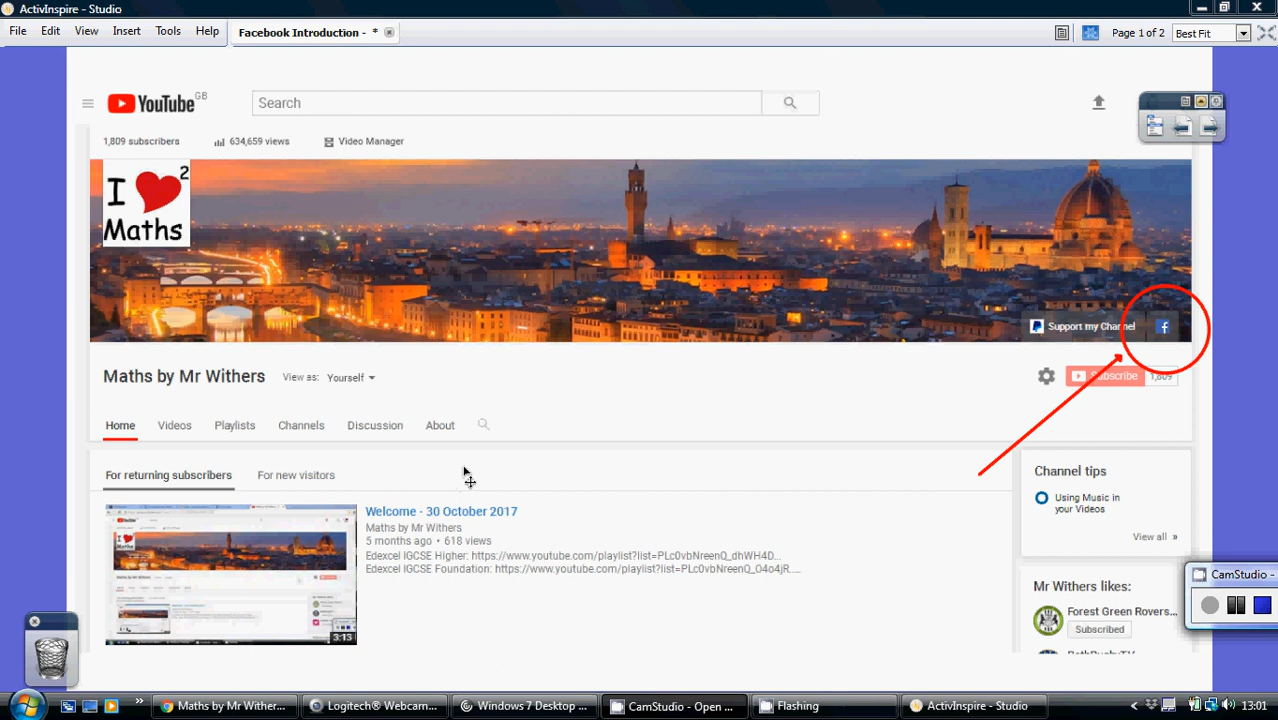 ActivInspire - Studio
File Edit View Insert Tools Help Facebook Introduction - * Page 1 of 2 Best Fit
YouTube GB Search
1,809 subscribers 634,659 views Video Manager
I 2
Maths
Support my Channel f
Maths by Mr Withers View as: Yourself Subscribe 1,809
Home Videos Playlists Channels Discussion About
For returning subscribers For new visitors
Channel tips
Using Music in
your Videos
View all »
Welcome - 30 October 2017
Maths by Mr Withers
5 months ago • 618 views
Edexcel IGCSE Higher: https://www.youtube.com/playlist?list=PLc0vbNreenQ_dhWH4D...
Edexcel IGCSE Foundation: https://www.youtube.com/playlist?list=PLc0vbNreenQ_O4o4jR....
3:13
Mr Withers likes:
Forest Green Rovers...
Subscribed
CamStudio -
Maths by Mr Wither... Logitech® Webcam... Windows 7 Desktop ... CamStudio - Open ... Flashing ActivInspire - Studio 13:01